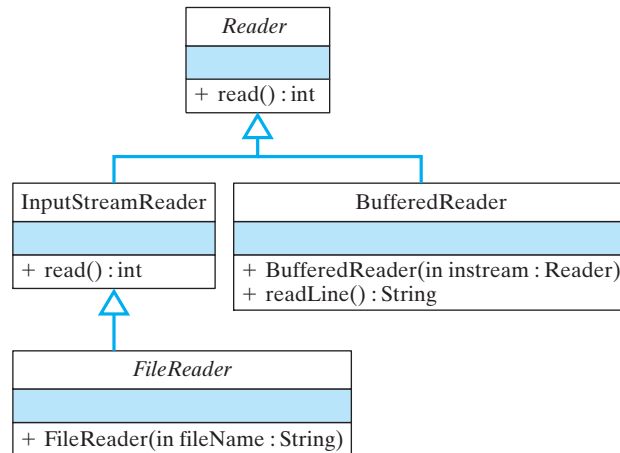 Reader
+ read() : int
InputStreamReader
+ read() : int
BufferedReader
+ BufferedReader(in instream : Reader)
+ readLine() : String
FileReader
+ FileReader(in fileName : String)